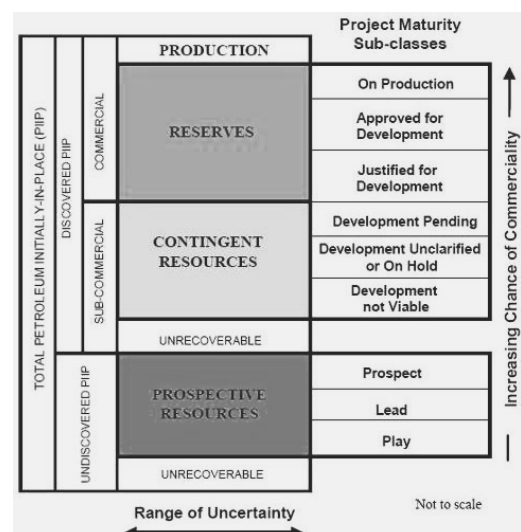 Project Maturity
Sub-classes
PRODUCTION
On Production
RESERVES
Approved for
Development
Justified for
Development
CONTINGENT
RESOURCES
Development Pending
Development Unclarified
or On Hold
Development
not Viable
UNRECOVERABLE
PROSPECTIVE
RESOURCES
Prospect
Lead
Play
UNRECOVERABLE
Range of Uncertainty
Not to scale
TOTAL PETROLEUM INITIALLY-IN-PLACE (PIIP)
DISCOVERED PIIP
UNDISCOVERED PIIP
COMMERCIAL
SUB-COMMERCIAL
Increasing Chance of Commerciality